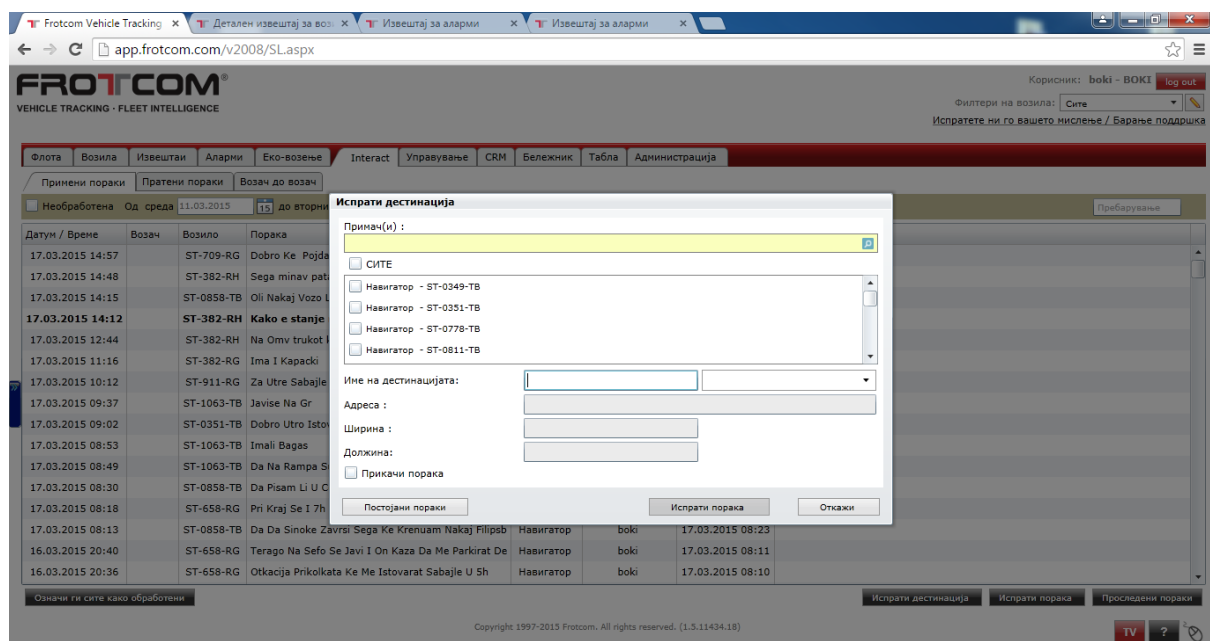 Frotcom Vehicle Tracking
Детален извештај за воз
Извештај за аларми
Извештај за аларми
app.frotcom.com/v2008/SL.aspx
FROTCOM®
VEHICLE TRACKING · FLEET INTELLIGENCE
Корисник: boki - BOKI log out
Филтери на возила: Сите
Испратете ни го вашето мислење / Барање поддршка
Флота Возила Извештаи Аларми Еко-возење Interact Управување CRM Бележник Табла Администрација
Примени пораки Пратени пораки Возач до возач
Необработена Од среда 11.03.2015 15 до вторни Пребарување
Датум / Време Возач Возило Порака
17.03.2015 14:57 ST-709-RG Dobro Ke Pojda
17.03.2015 14:48 ST-382-RH Sega minav pat
17.03.2015 14:15 ST-0858-TB Oli Nakaj Vozo L
17.03.2015 14:12 ST-382-RH Kako e stanje
17.03.2015 12:44 ST-382-RH Na Omv trukot
17.03.2015 11:16 ST-382-RG Ima I Kapacki
17.03.2015 10:12 ST-911-RG Za Utre Sabajle
17.03.2015 09:37 ST-1063-TB Javise Na Gr
17.03.2015 09:02 ST-0351-TB Dobro Utro Isto
17.03.2015 08:53 ST-1063-TB Imali Bagas
17.03.2015 08:49 ST-1063-TB Da Na Rampa S
17.03.2015 08:30 ST-0858-TB Da Pisam Li U C
17.03.2015 08:18 ST-658-RG Pri Kraj Se I 7h
17.03.2015 08:13 ST-0858-TB Da Da Sinoke Zavrsi Sega Ke Krenuam Nakaj Filipsb Навигатор boki 17.03.2015 08:23
16.03.2015 20:40 ST-658-RG Terago Na Sefo Se Javi I On Kaza Da Me Parkirat De Навигатор boki 17.03.2015 08:11
16.03.2015 20:36 ST-658-RG Otkacija Prikolkata Ke Me Istovarat Sabajle U 5h Навигатор boki 17.03.2015 08:10
Испрати дестинација
Примач(и) :
СИТЕ
Навигатор - ST-0349-TB
Навигатор - ST-0351-TB
Навигатор - ST-0778-TB
Навигатор - ST-0811-TB
Име на дестинацијата:
Адреса :
Ширина :
Должина:
Прикачи порака
Постојани пораки Испрати порака Откажи
Означи ги сите како обработени Испрати дестинација Испрати порака Проследени пораки
Copyright 1997-2015 Frotcom. All rights reserved. (1.5.11434.18)
TV ? 2